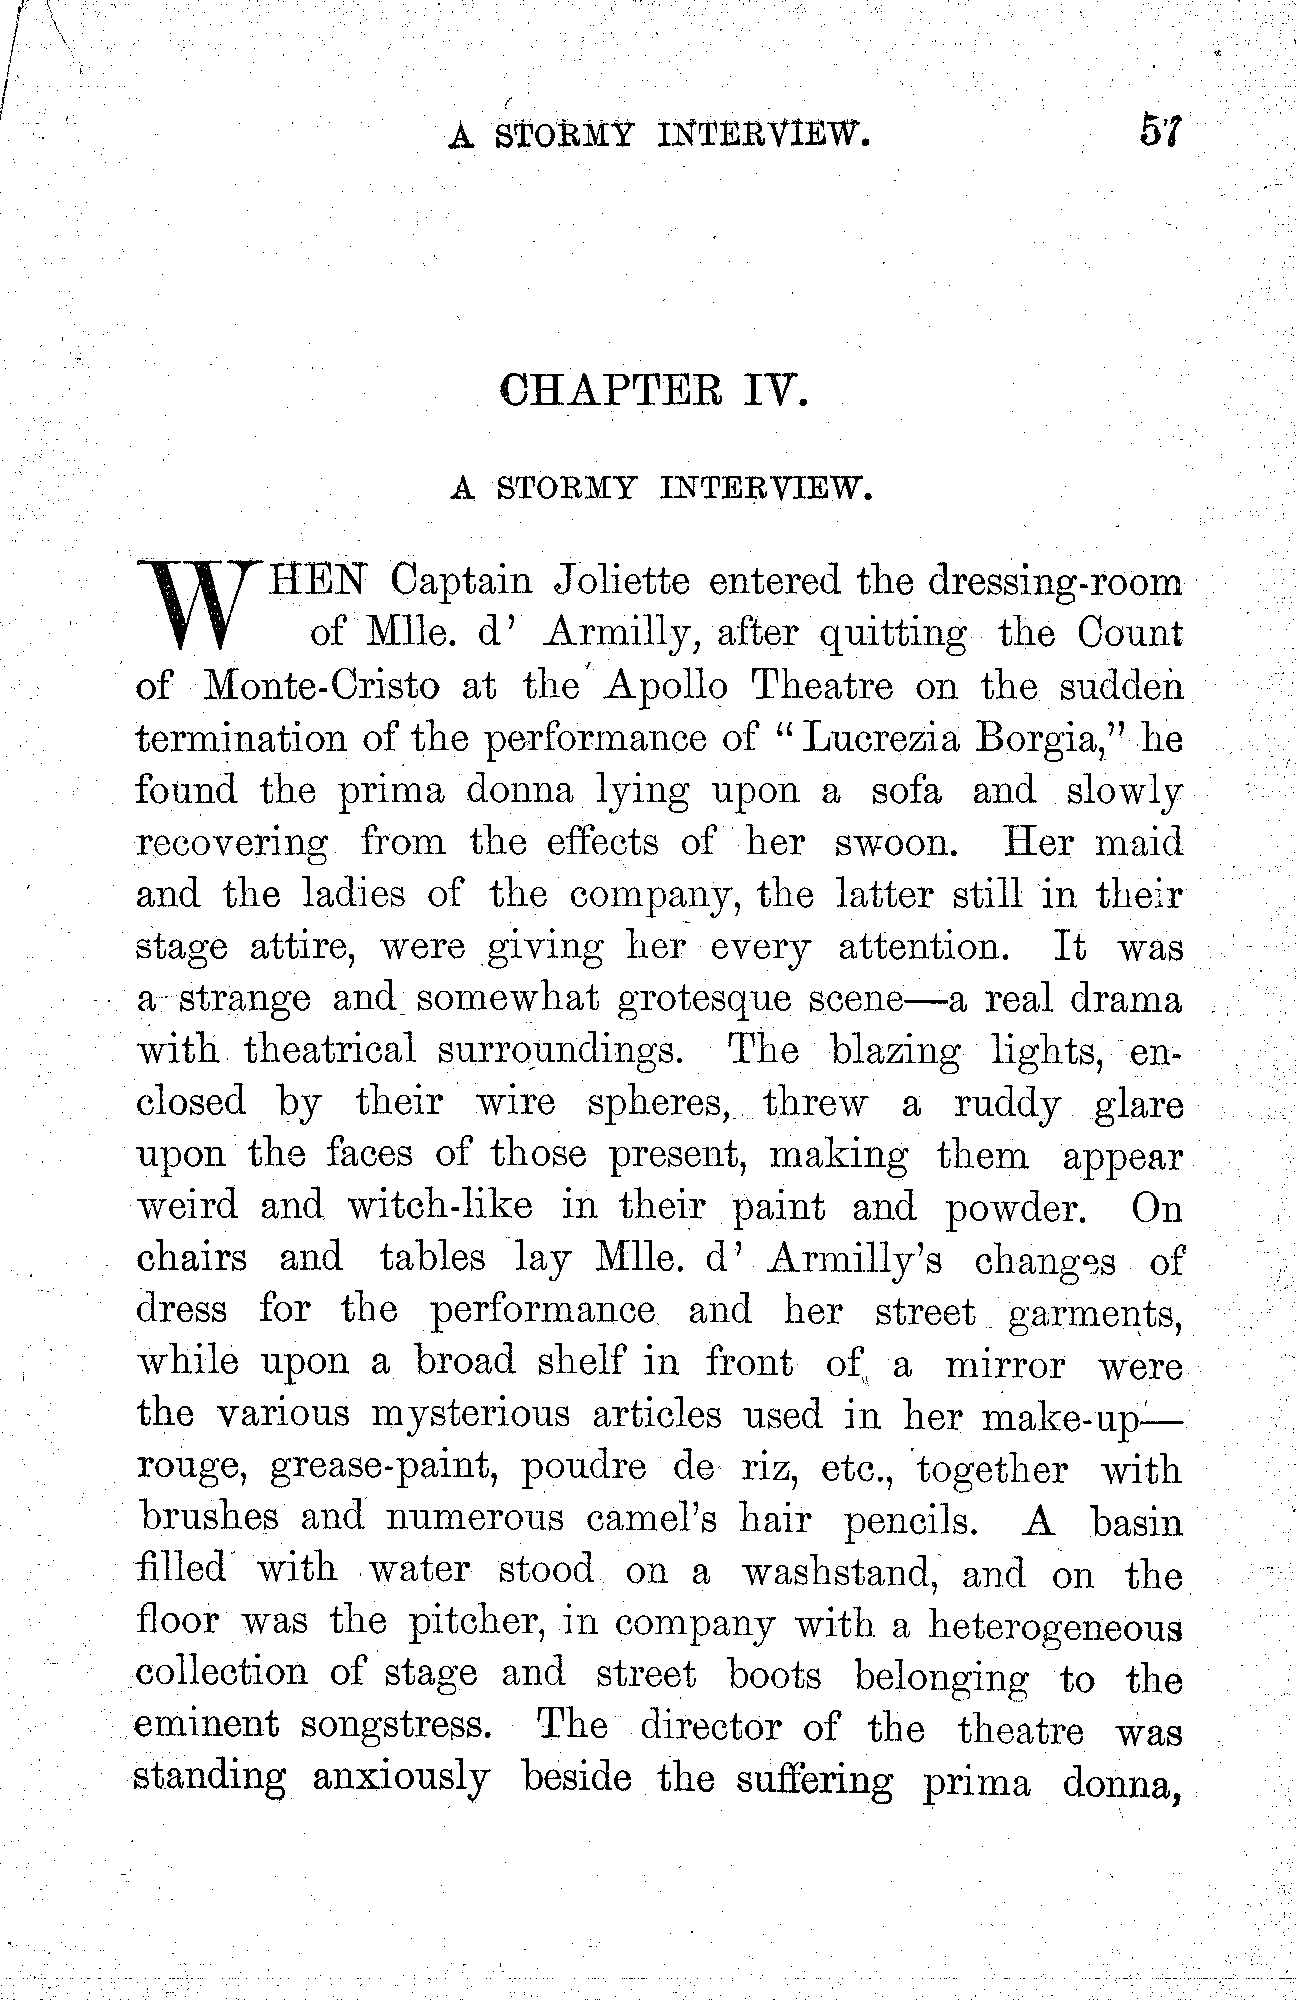 A STORMY INTERVIEW. 57
CHAPTER IV.
A STORMY INTERVIEW.
WHEN Captain Joliette entered the dressing-room
of Mlle. d' Armilly, after quitting the Count
of Monte-Cristo at the Apollo Theatre on the sudden
termination of the performance of "Lucrezia Borgia," he
found the prima donna lying upon a sofa and slowly
recovering from the effects of her swoon. Her maid
and the ladies of the company, the latter still in their
stage attire, were giving her every attention. It was
a strange and somewhat grotesque scene—a real drama
with theatrical surroundings. The blazing lights, en-
closed by their wire spheres, threw a ruddy glare
upon the faces of those present, making them appear
weird and witch-like in their paint and powder. On
chairs and tables lay Mlle. d' Armilly's changes of
dress for the performance and her street garments,
while upon a broad shelf in front of a mirror were
the various mysterious articles used in her make-up—
rouge, grease-paint, poudre de riz, etc., together with
brushes and numerous camel's hair pencils. A basin
filled with water stood on a washstand, and on the
floor was the pitcher, in company with a heterogeneous
collection of stage and street boots belonging to the
eminent songstress. The director of the theatre was
standing anxiously beside the suffering prima donna,